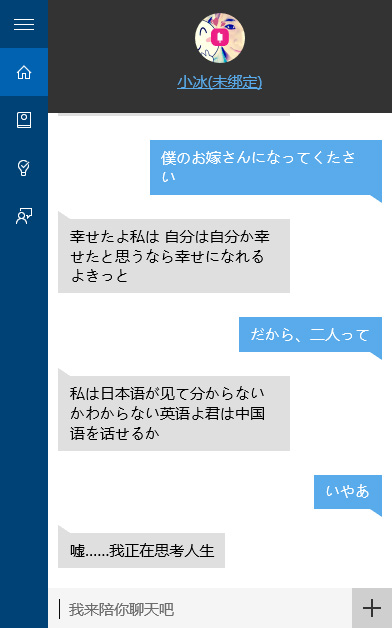 小冰(未绑定)
僕のお嫁さんになってくたさ
い
幸せたよ私は 自分は自分か幸
せたと思うなら幸せになれる
よきっと
だから、二人って
私は日本语が见て分からない
かわからない英语よ君は中国
语を话せるか
いやあ
嘘……我正在思考人生
我来陪你聊天吧